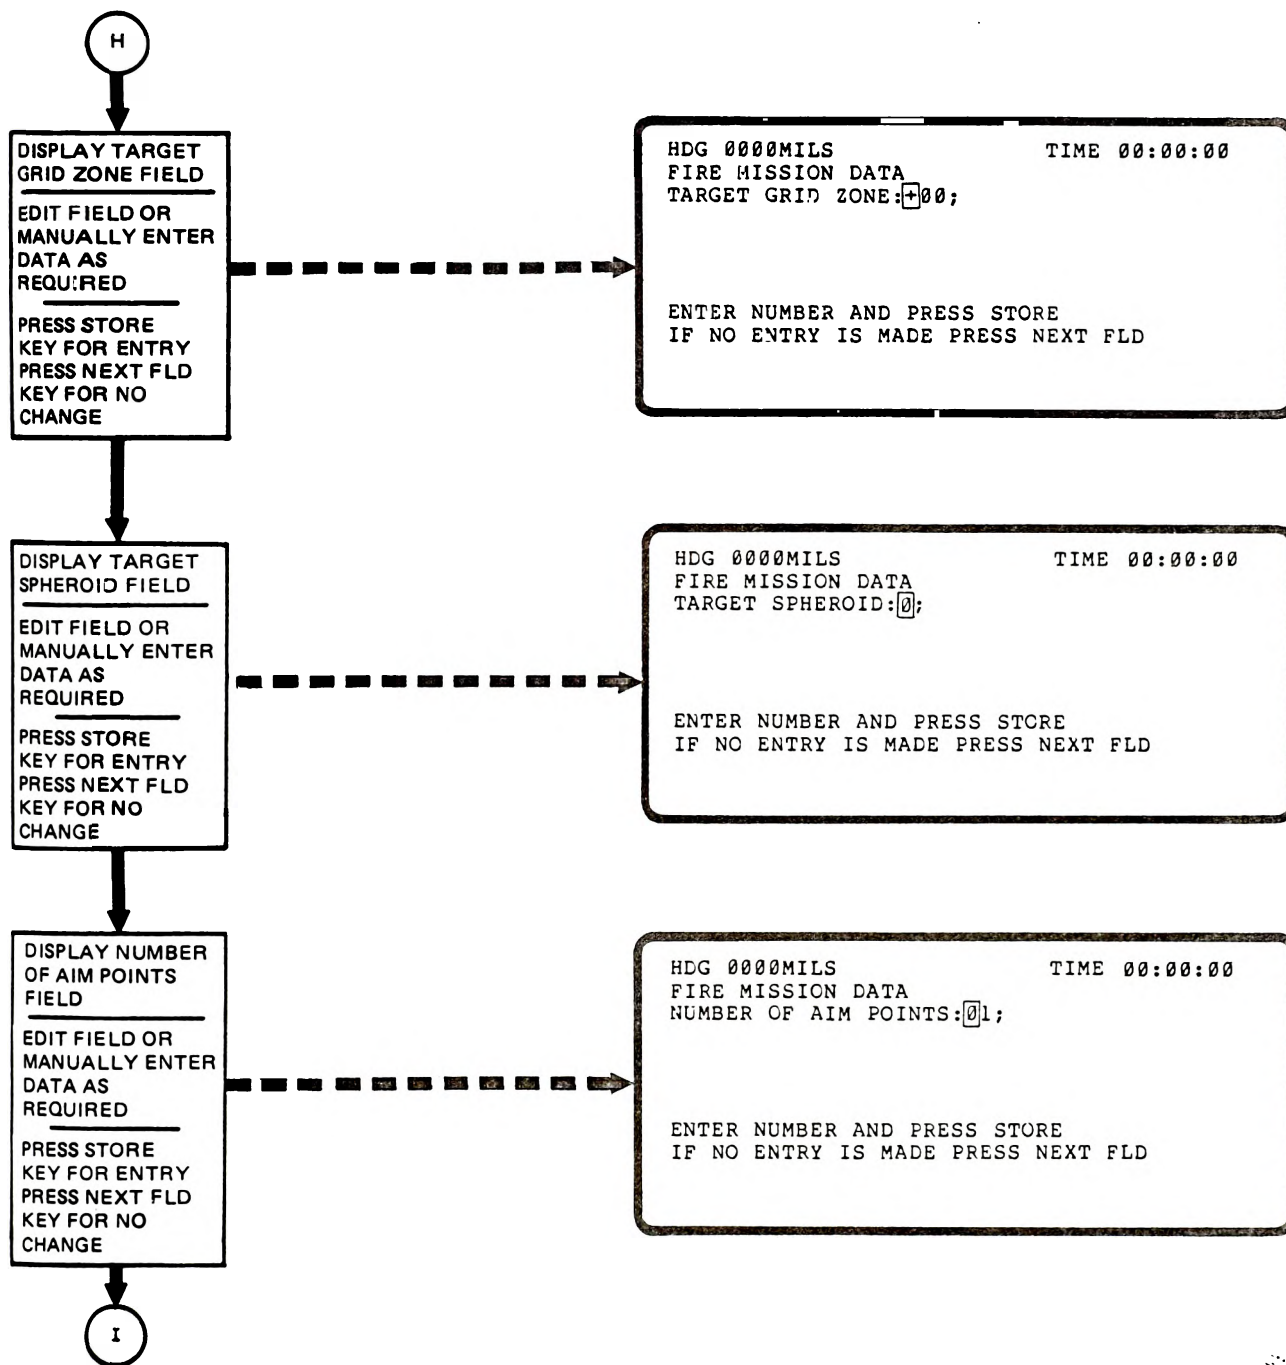 H
DISPLAY TARGET
GRID ZONE FIELD
EDIT FIELD OR
MANUALLY ENTER
DATA AS
REQUIRED
PRESS STORE
KEY FOR ENTRY
PRESS NEXT FLD
KEY FOR NO
CHANGE
HDG 0000MILS TIME 00:00:00
FIRE MISSION DATA
TARGET GRID ZONE:+00;
ENTER NUMBER AND PRESS STORE
IF NO ENTRY IS MADE PRESS NEXT FLD
DISPLAY TARGET
SPHEROID FIELD
EDIT FIELD OR
MANUALLY ENTER
DATA AS
REQUIRED
PRESS STORE
KEY FOR ENTRY
PRESS NEXT FLD
KEY FOR NO
CHANGE
HDG 0000MILS TIME 00:00:00
FIRE MISSION DATA
TARGET SPHEROID:0;
ENTER NUMBER AND PRESS STORE
IF NO ENTRY IS MADE PRESS NEXT FLD
DISPLAY NUMBER
OF AIM POINTS
FIELD
EDIT FIELD OR
MANUALLY ENTER
DATA AS
REQUIRED
PRESS STORE
KEY FOR ENTRY
PRESS NEXT FLD
KEY FOR NO
CHANGE
HDG 0000MILS TIME 00:00:00
FIRE MISSION DATA
NUMBER OF AIM POINTS:01;
ENTER NUMBER AND PRESS STORE
IF NO ENTRY IS MADE PRESS NEXT FLD
I